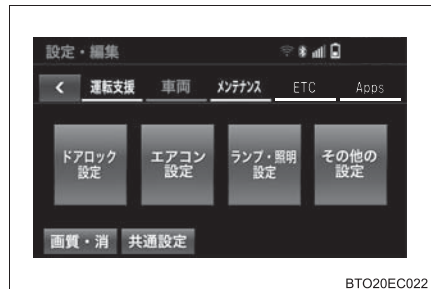 設定・編集
運転支援 車両 メンテナンス ETC Apps
ドアロック
設定
エアコン
設定
ランプ・照明
設定
その他の
設定
画質・消 共通設定
BTO20EC022